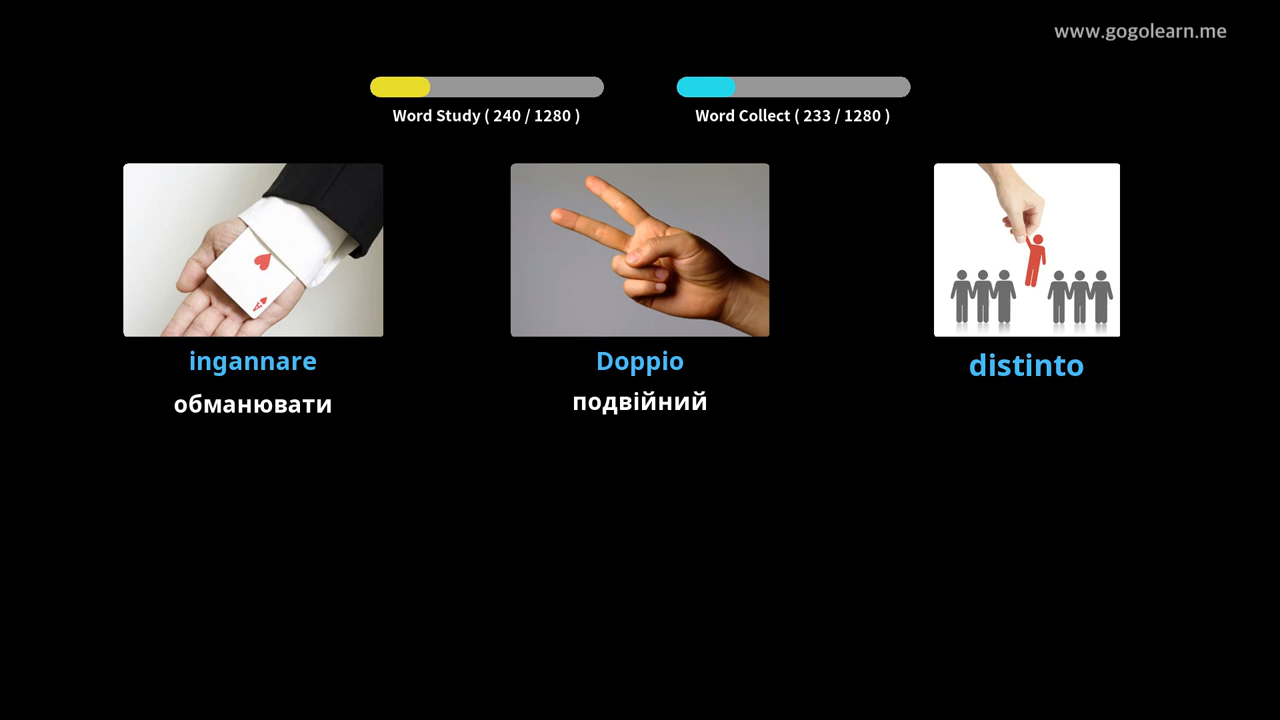 www.gogolearn.me
Word Study ( 240 / 1280 )
Word Collect ( 233 / 1280 )
ingannare
Doppio
distinto
обманювати
подвійний